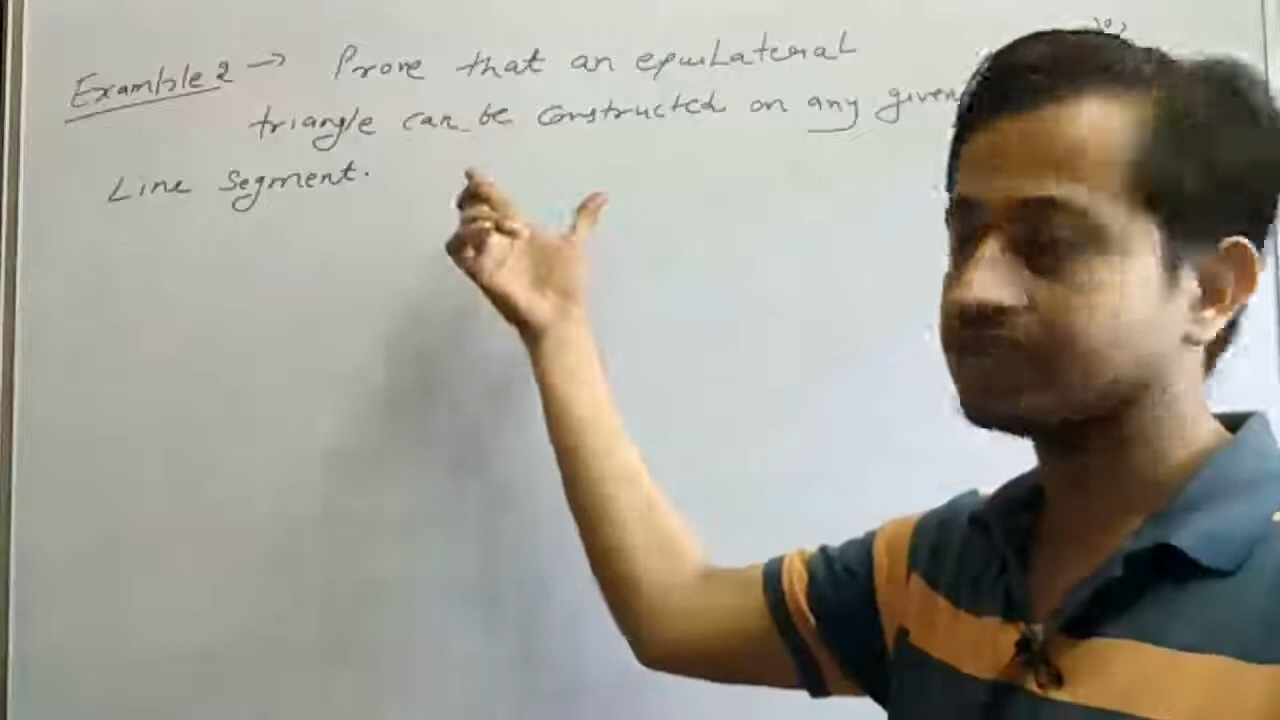 Example 2 → Prove that an equilateral
triangle can be constructed on any given
Line Segment.